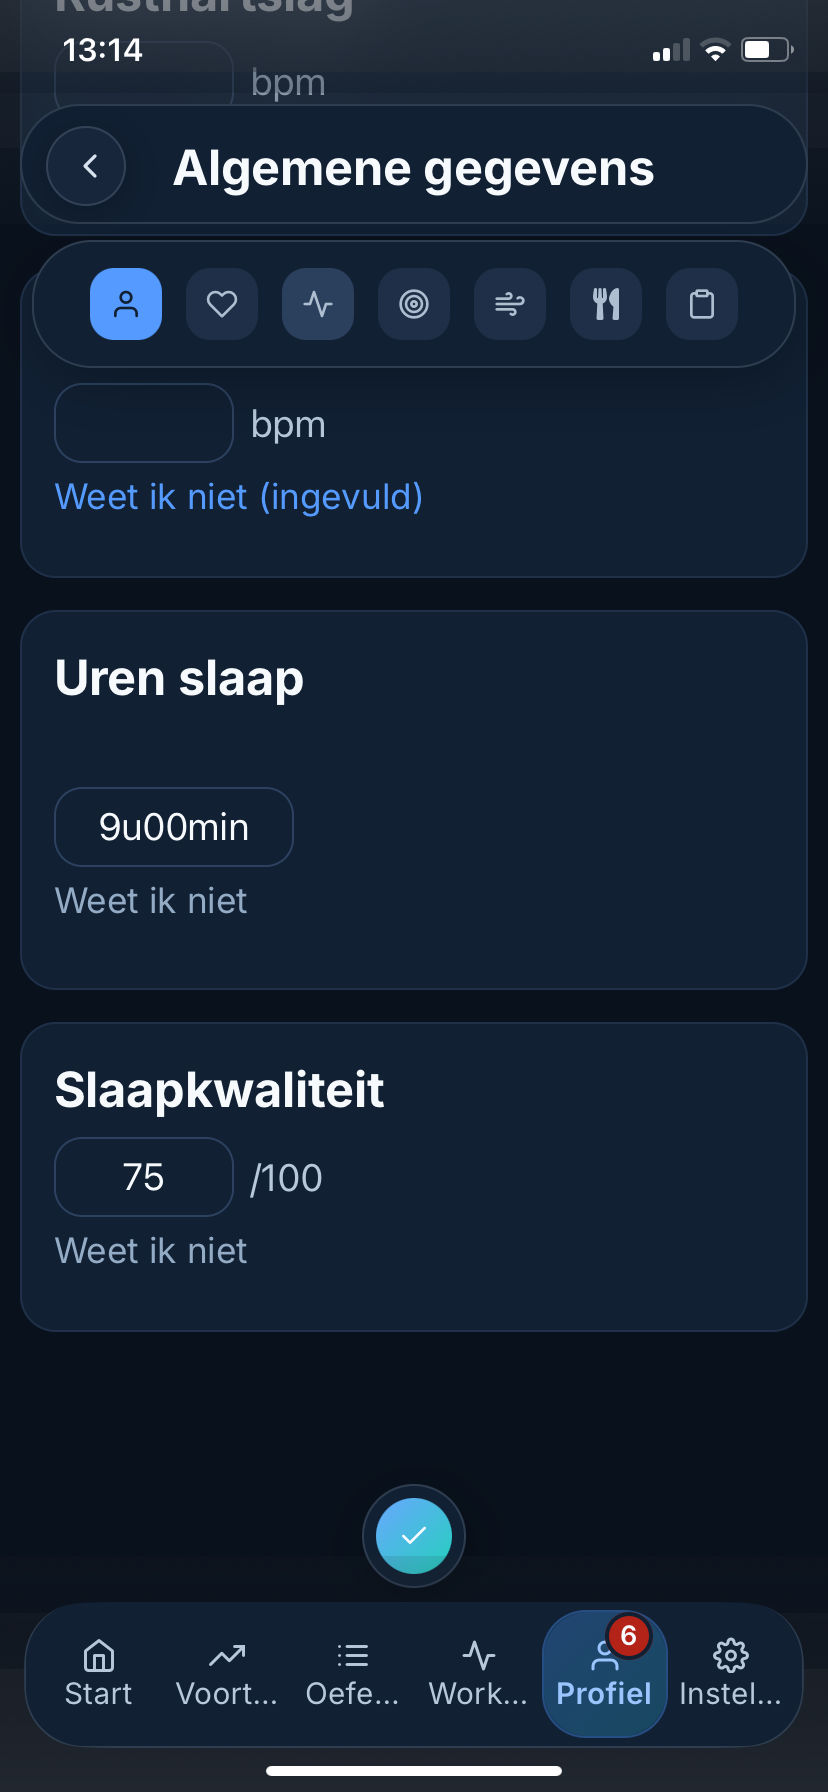 Rusthartslag
13:14
bpm
Algemene gegevens
bpm
Weet ik niet (ingevuld)
Uren slaap
9u00min
Weet ik niet
Slaapkwaliteit
75 /100
Weet ik niet
6
Start Voort... Oefe... Work... Profiel Instel...